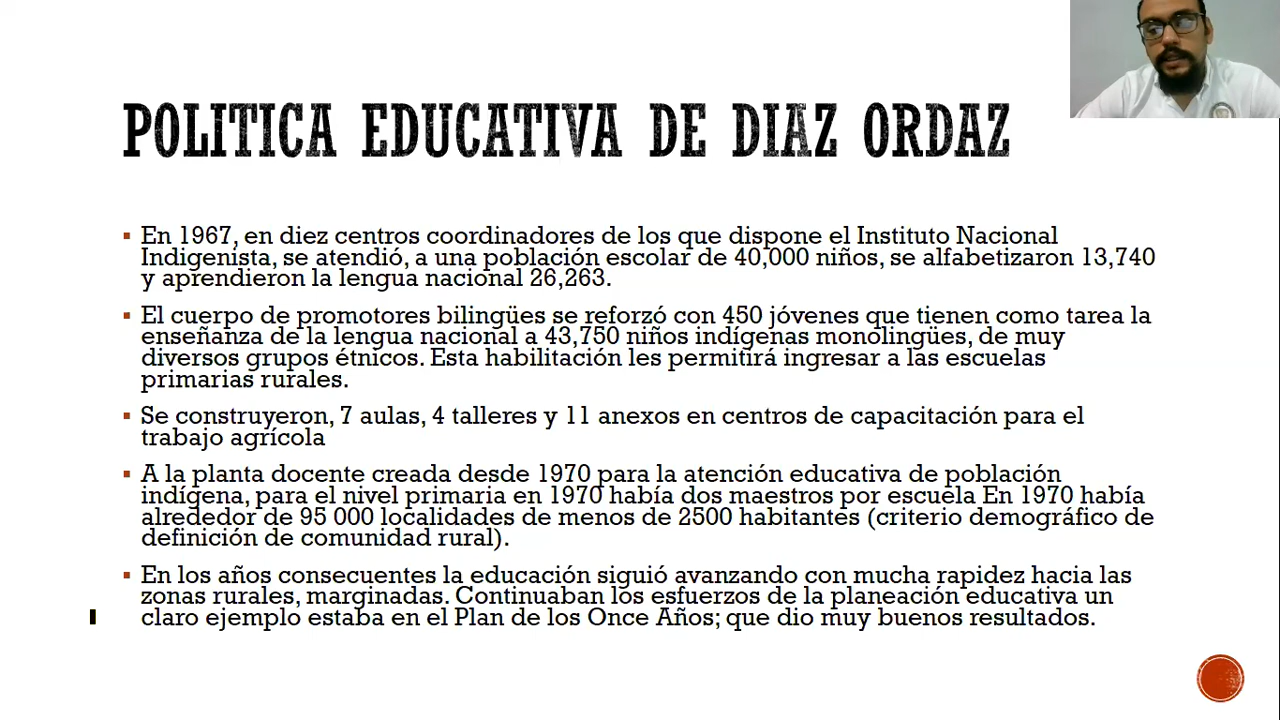 POLITICA EDUCATIVA DE DIAZ ORDAZ
▪ En 1967, en diez centros coordinadores de los que dispone el Instituto Nacional
Indigenista, se atendió, a una población escolar de 40,000 niños, se alfabetizaron 13,740
y aprendieron la lengua nacional 26,263.
▪ El cuerpo de promotores bilingües se reforzó con 450 jóvenes que tienen como tarea la
enseñanza de la lengua nacional a 43,750 niños indígenas monolingües, de muy
diversos grupos étnicos. Esta habilitación les permitirá ingresar a las escuelas
primarias rurales.
▪ Se construyeron, 7 aulas, 4 talleres y 11 anexos en centros de capacitación para el
trabajo agrícola
▪ A la planta docente creada desde 1970 para la atención educativa de población
indígena, para el nivel primaria en 1970 había dos maestros por escuela En 1970 había
alrededor de 95 000 localidades de menos de 2500 habitantes (criterio demográfico de
definición de comunidad rural).
▪ En los años consecuentes la educación siguió avanzando con mucha rapidez hacia las
zonas rurales, marginadas. Continuaban los esfuerzos de la planeación educativa un
claro ejemplo estaba en el Plan de los Once Años; que dio muy buenos resultados.